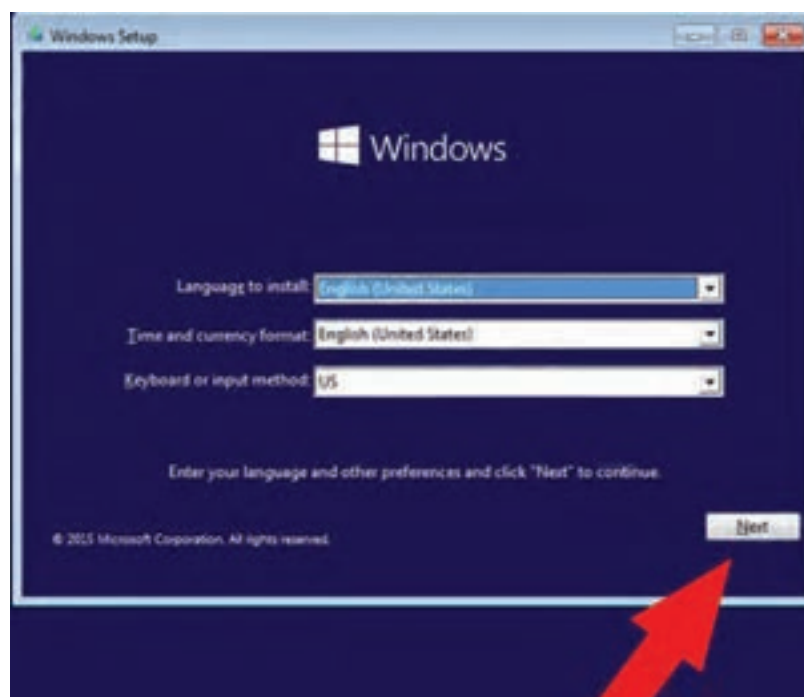 Windows Setup
Windows
Language to install: English (United States)
Time and currency format: English (United States)
Keyboard or input method: US
Enter your language and other preferences and click "Next" to continue.
Next
© 2015 Microsoft Corporation. All rights reserved.